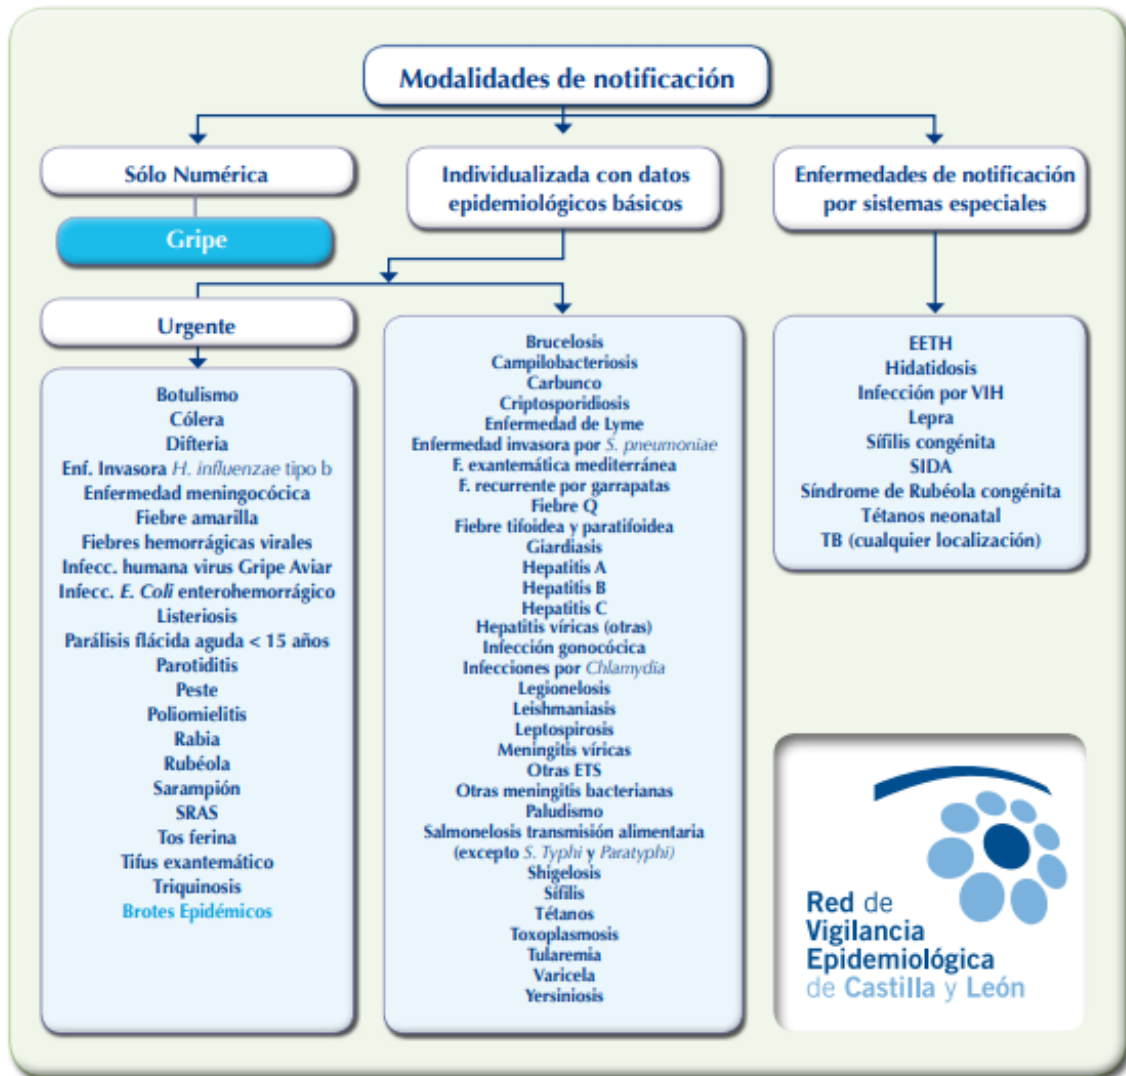 Modalidades de notificación
Sólo Numérica
Gripe
Individualizada con datos
epidemiológicos básicos
Enfermedades de notificación
por sistemas especiales
Urgente
Botulismo
Cólera
Difteria
Enf. Invasora H. influenzae tipo b
Enfermedad meningocócica
Fiebre amarilla
Fiebres hemorrágicas virales
Infecc. humana virus Gripe Aviar
Infecc. E. Coli enterohemorrágico
Listeriosis
Parálisis flácida aguda < 15 años
Parotiditis
Peste
Poliomielitis
Rabia
Rubéola
Sarampión
SRAS
Tos ferina
Tifus exantemático
Triquinosis
Brotes Epidémicos
Brucelosis
Campilobacteriosis
Carbunco
Criptosporidiosis
Enfermedad de Lyme
Enfermedad invasora por S. pneumoniae
F. exantemática mediterránea
F. recurrente por garrapatas
Fiebre Q
Fiebre tifoidea y paratifoidea
Giardiasis
Hepatitis A
Hepatitis B
Hepatitis C
Hepatitis víricas (otras)
Infección gonocócica
Infecciones por Chlamydia
Legionelosis
Leishmaniasis
Leptospirosis
Meningitis víricas
Otras ETS
Otras meningitis bacterianas
Paludismo
Salmonelosis transmisión alimentaria
(excepto S. Typhi y Paratyphi)
Shigelosis
Sífilis
Tétanos
Toxoplasmosis
Tularemia
Varicela
Yersiniosis
EETH
Hidatidosis
Infección por VIH
Lepra
Sífilis congénita
SIDA
Síndrome de Rubéola congénita
Tétanos neonatal
TB (cualquier localización)
Red de
Vigilancia
Epidemiológica
de Castilla y León